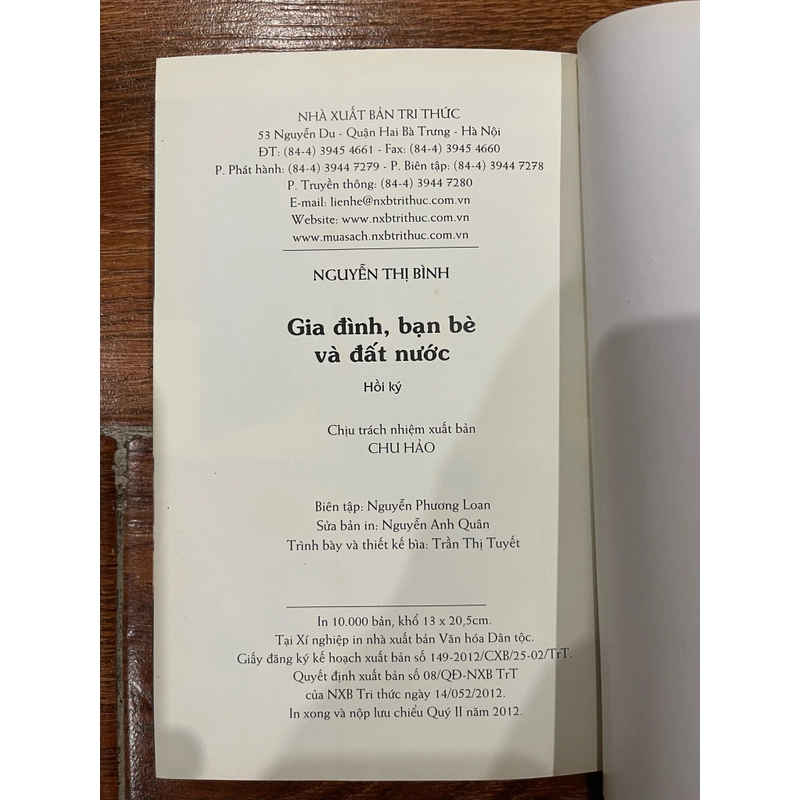 NHÀ XUẤT BẢN TRI THỨC
53 Nguyễn Du - Quận Hai Bà Trưng - Hà Nội
ĐT: (84-4) 3945 4661 - Fax: (84-4) 3945 4660
P. Phát hành: (84-4) 3944 7279 - P. Biên tập: (84-4) 3944 7278
P. Truyền thông: (84-4) 3944 7280
E-mail: lienhe@nxbtrithuc.com.vn
Website: www.nxbtrithuc.com.vn
www.muasach.nxbtrithuc.com.vn
NGUYỄN THỊ BÌNH
Gia đình, bạn bè
và đất nước
Hồi ký
Chịu trách nhiệm xuất bản
CHU HẢO
Biên tập: Nguyễn Phương Loan
Sửa bản in: Nguyễn Anh Quân
Trình bày và thiết kế bìa: Trần Thị Tuyết
In 10.000 bản, khổ 13 x 20,5cm.
Tại Xí nghiệp in nhà xuất bản Văn hóa Dân tộc.
Giấy đăng ký kế hoạch xuất bản số 149-2012/CXB/25-02/TrT.
Quyết định xuất bản số 08/QĐ-NXB TrT
của NXB Tri thức ngày 14/052/2012.
In xong và nộp lưu chiểu Quý II năm 2012.